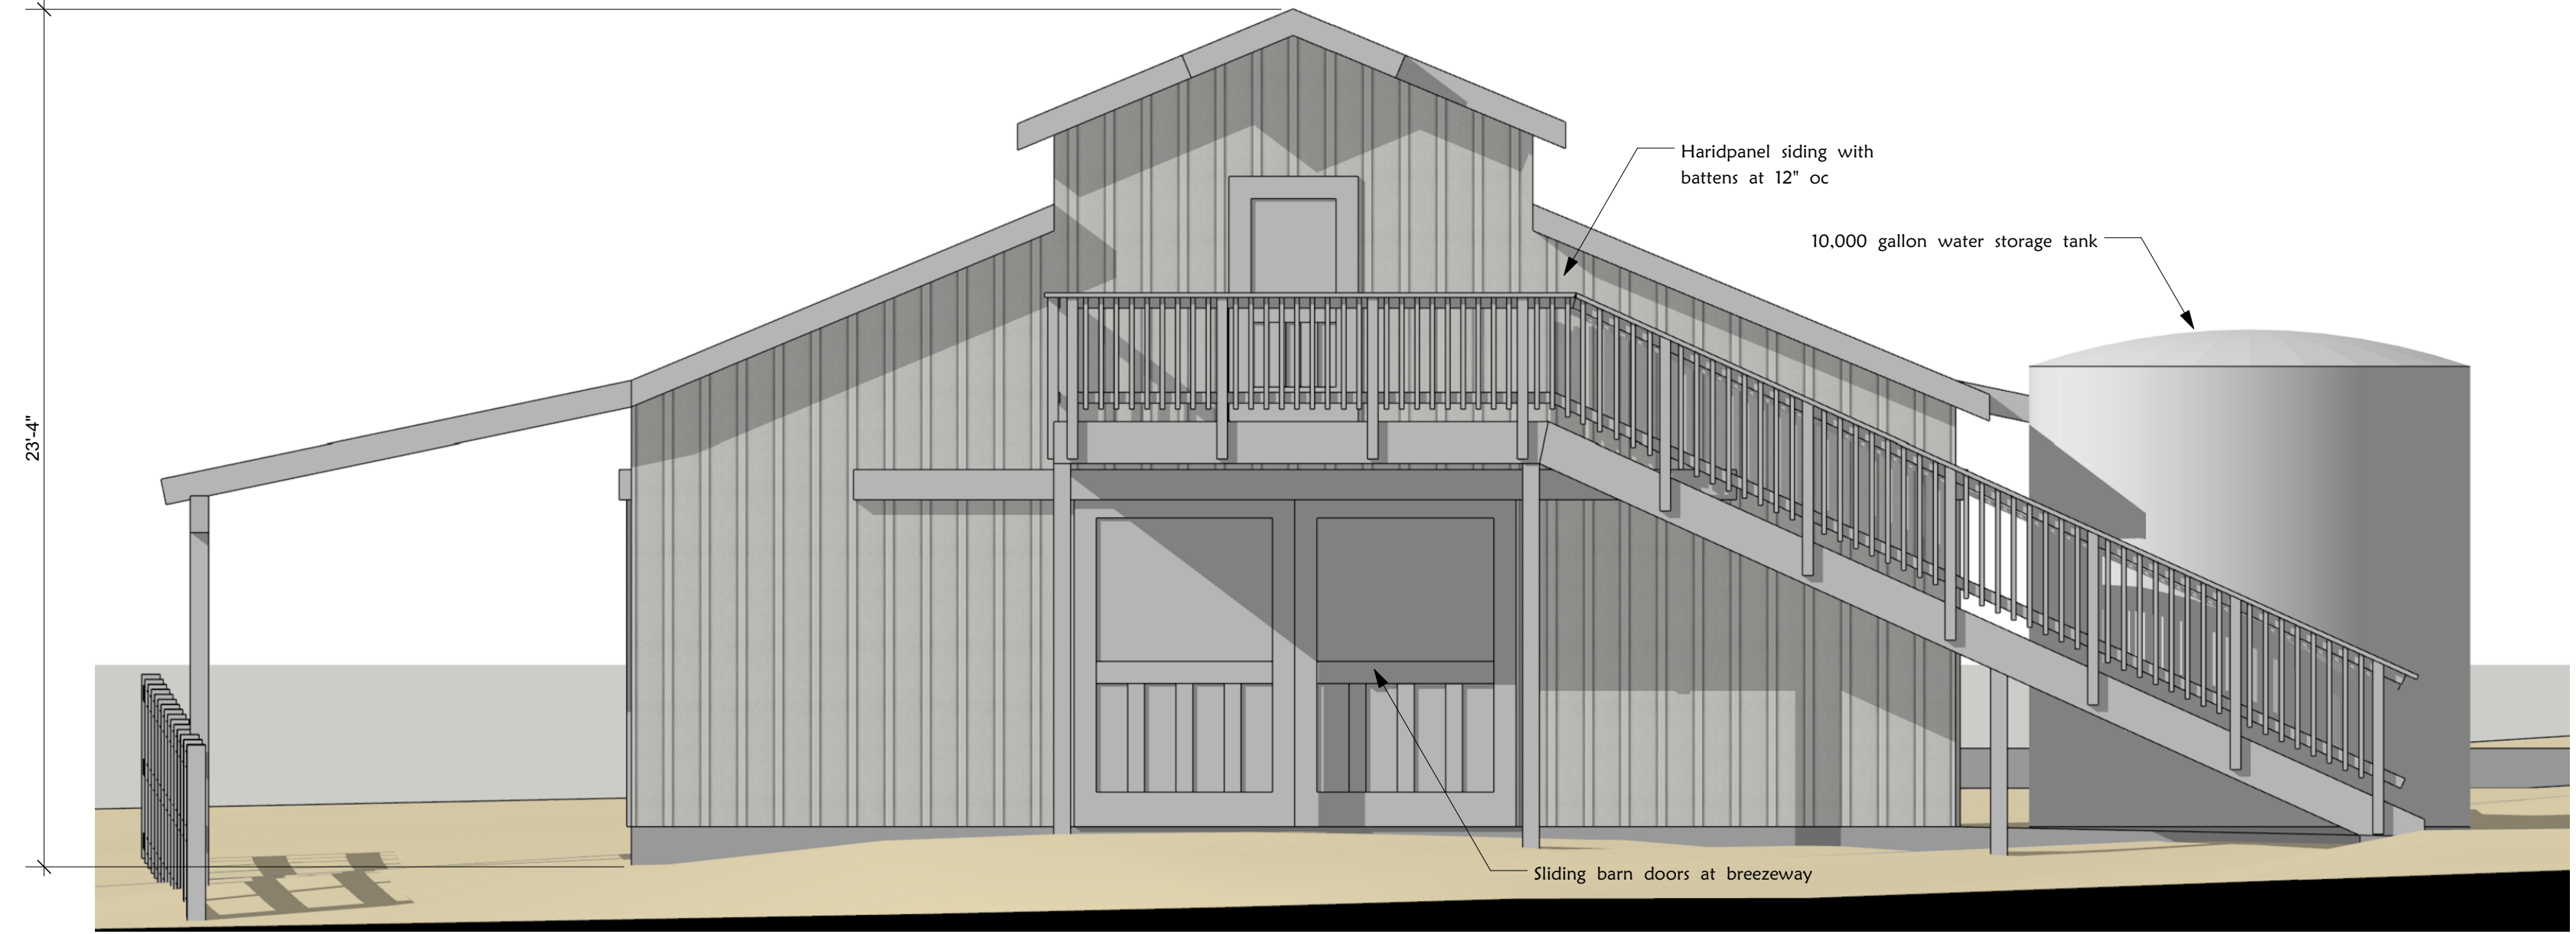 Haridpanel siding with
battens at 12" oc
10,000 gallon water storage tank
23'-4"
Sliding barn doors at breezeway